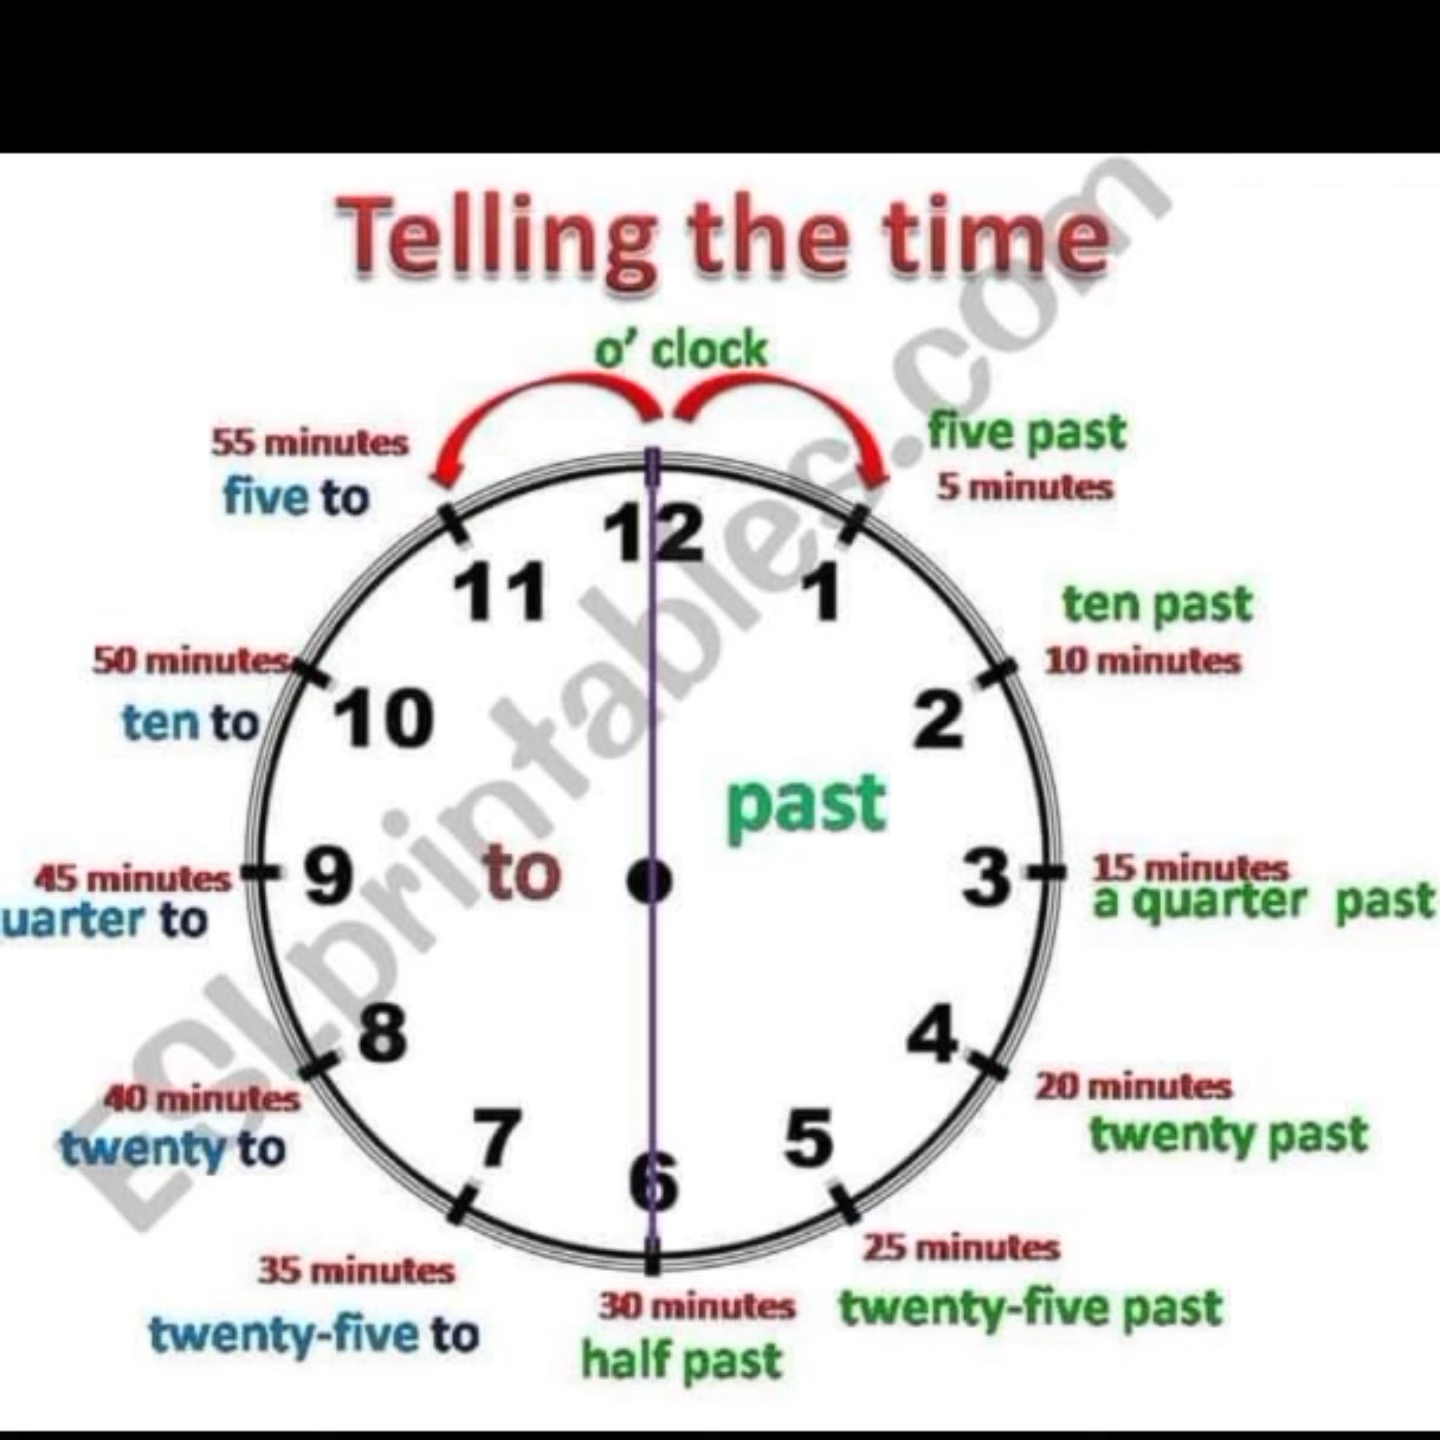 Telling the time
o' clock
55 minutes
five to
five past
5 minutes
ten past
10 minutes
50 minutes
ten to
12
11
1
10
2
past
to
9
3
45 minutes
uarter to
15 minutes
a quarter past
8
4
40 minutes
twenty to
20 minutes
twenty past
7
5
6
35 minutes
twenty-five to
30 minutes
half past
25 minutes
twenty-five past
ESLprintables.com